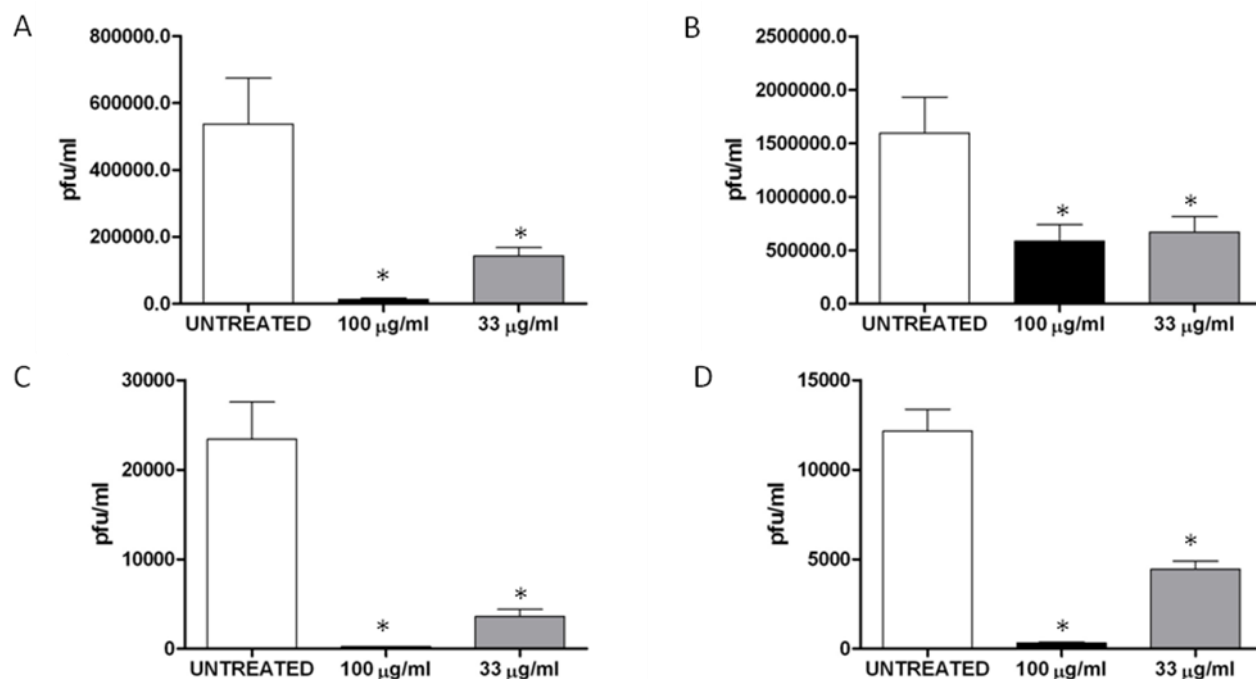 A
800000.0
600000.0
400000.0
200000.0
0.0
pfu/ml
*
*
UNTREATED 100 µg/ml 33 µg/ml
B
2500000.0
2000000.0
1500000.0
1000000.0
500000.0
0.0
pfu/ml
*
*
UNTREATED 100 µg/ml 33 µg/ml
C
30000
20000
10000
0
pfu/ml
*
*
UNTREATED 100 µg/ml 33 µg/ml
D
15000
10000
5000
0
pfu/ml
*
*
UNTREATED 100 µg/ml 33 µg/ml